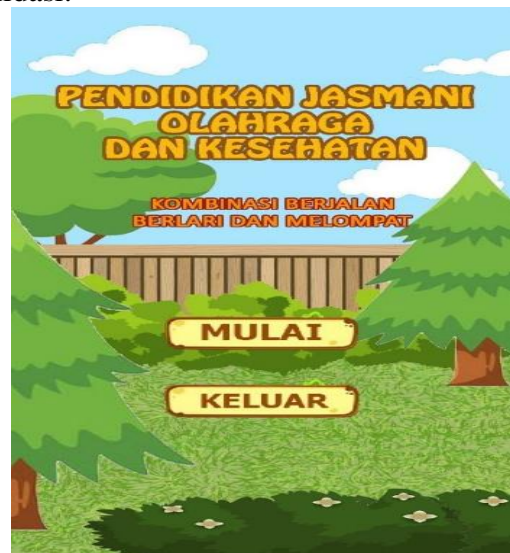 PENDIDIKAN JASMANI
OLAHRAGA
DAN KESEHATAN
KOMBINASI BERJALAN
BERLARI DAN MELOMPAT
MULAI
KELUAR